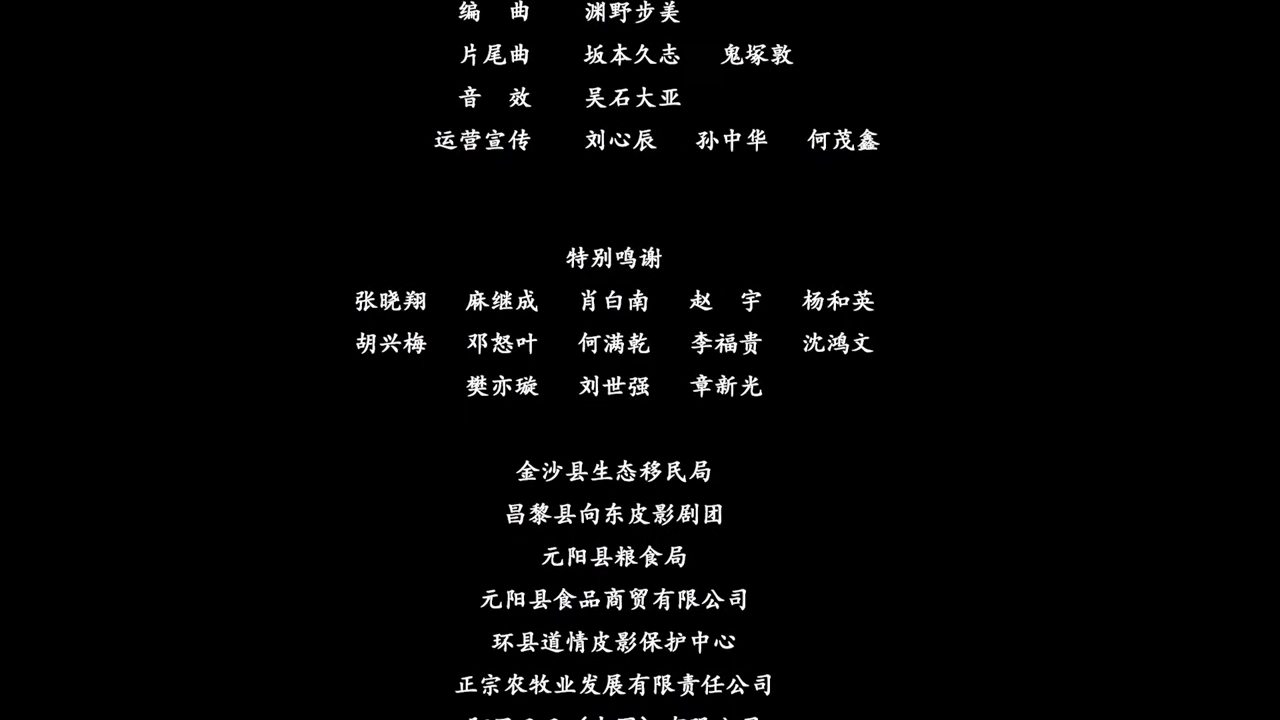 编 曲 渊野步美
片尾曲 坂本久志 鬼塚敦
音 效 吴石大亚
运营宣传 刘心辰 孙中华 何茂鑫
特别鸣谢
张晓翔 麻继成 肖白南 赵 宇 杨和英
胡兴梅 邓怒叶 何满乾 李福贵 沈鸿文
樊亦璇 刘世强 章新光
金沙县生态移民局
昌黎县向东皮影剧团
元阳县粮食局
元阳县食品商贸有限公司
环县道情皮影保护中心
正宗农牧业发展有限责任公司